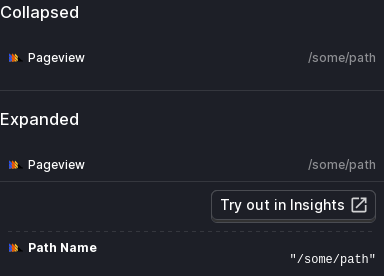 Collapsed
Pageview /some/path
Expanded
Pageview /some/path
Try out in Insights
Path Name
"/some/path"